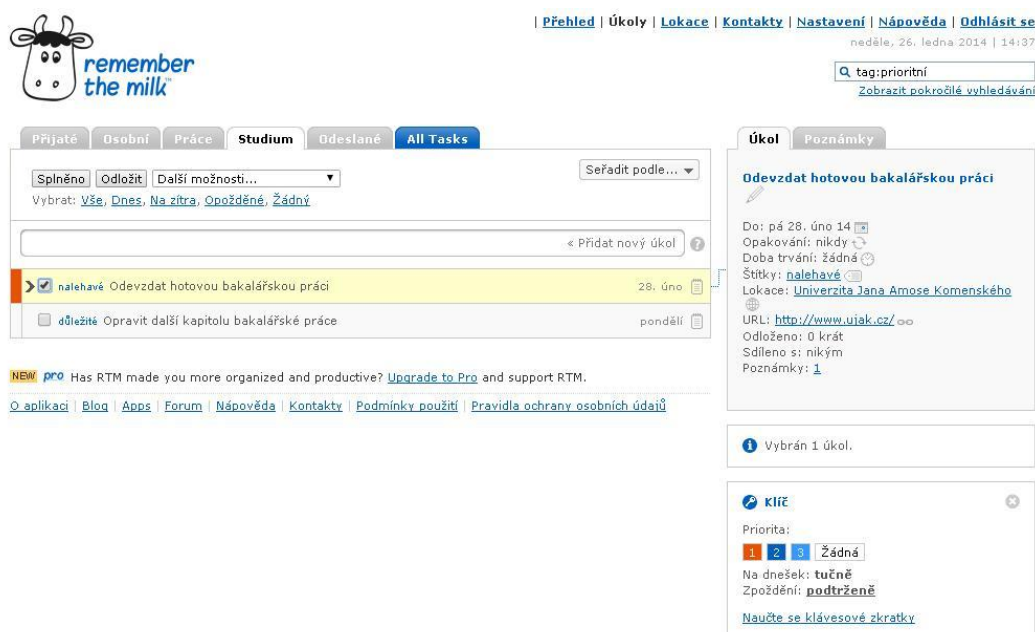 | Přehled | Úkoly | Lokace | Kontakty | Nastavení | Nápověda | Odhlásit se
neděle, 26. ledna 2014 | 14:37
remember
the milk
tag:prioritní
Zobrazit pokročilé vyhledávání
Přijaté Osobní Práce Studium Odeslané All Tasks
Splněno Odložit Další možnosti... Seřadit podle...
Vybrat: Vše, Dnes, Na zítra, Opožděné, Žádný
« Přidat nový úkol ?
nalehavé Odevzdat hotovou bakalářskou práci 28. úno
důležité Opravit další kapitolu bakalářské práce pondělí
NEW pro Has RTM made you more organized and productive? Upgrade to Pro and support RTM.
O aplikaci | Blog | Apps | Forum | Nápověda | Kontakty | Podmínky použití | Pravidla ochrany osobních údajů
Úkol Poznámky
Odevzdat hotovou bakalářskou práci
Do: pá 28. úno 14
Opakování: nikdy
Doba trvání: žádná
Štítky: nalehavé
Lokace: Univerzita Jana Amose Komenského
URL: http://www.ujak.cz/
Odloženo: 0 krát
Sdíleno s: nikým
Poznámky: 1
Vybrán 1 úkol.
Klíč
Priorita:
1 2 3 Žádná
Na dnešek: tučně
Zpoždění: podtrženě
Naučte se klávesové zkratky